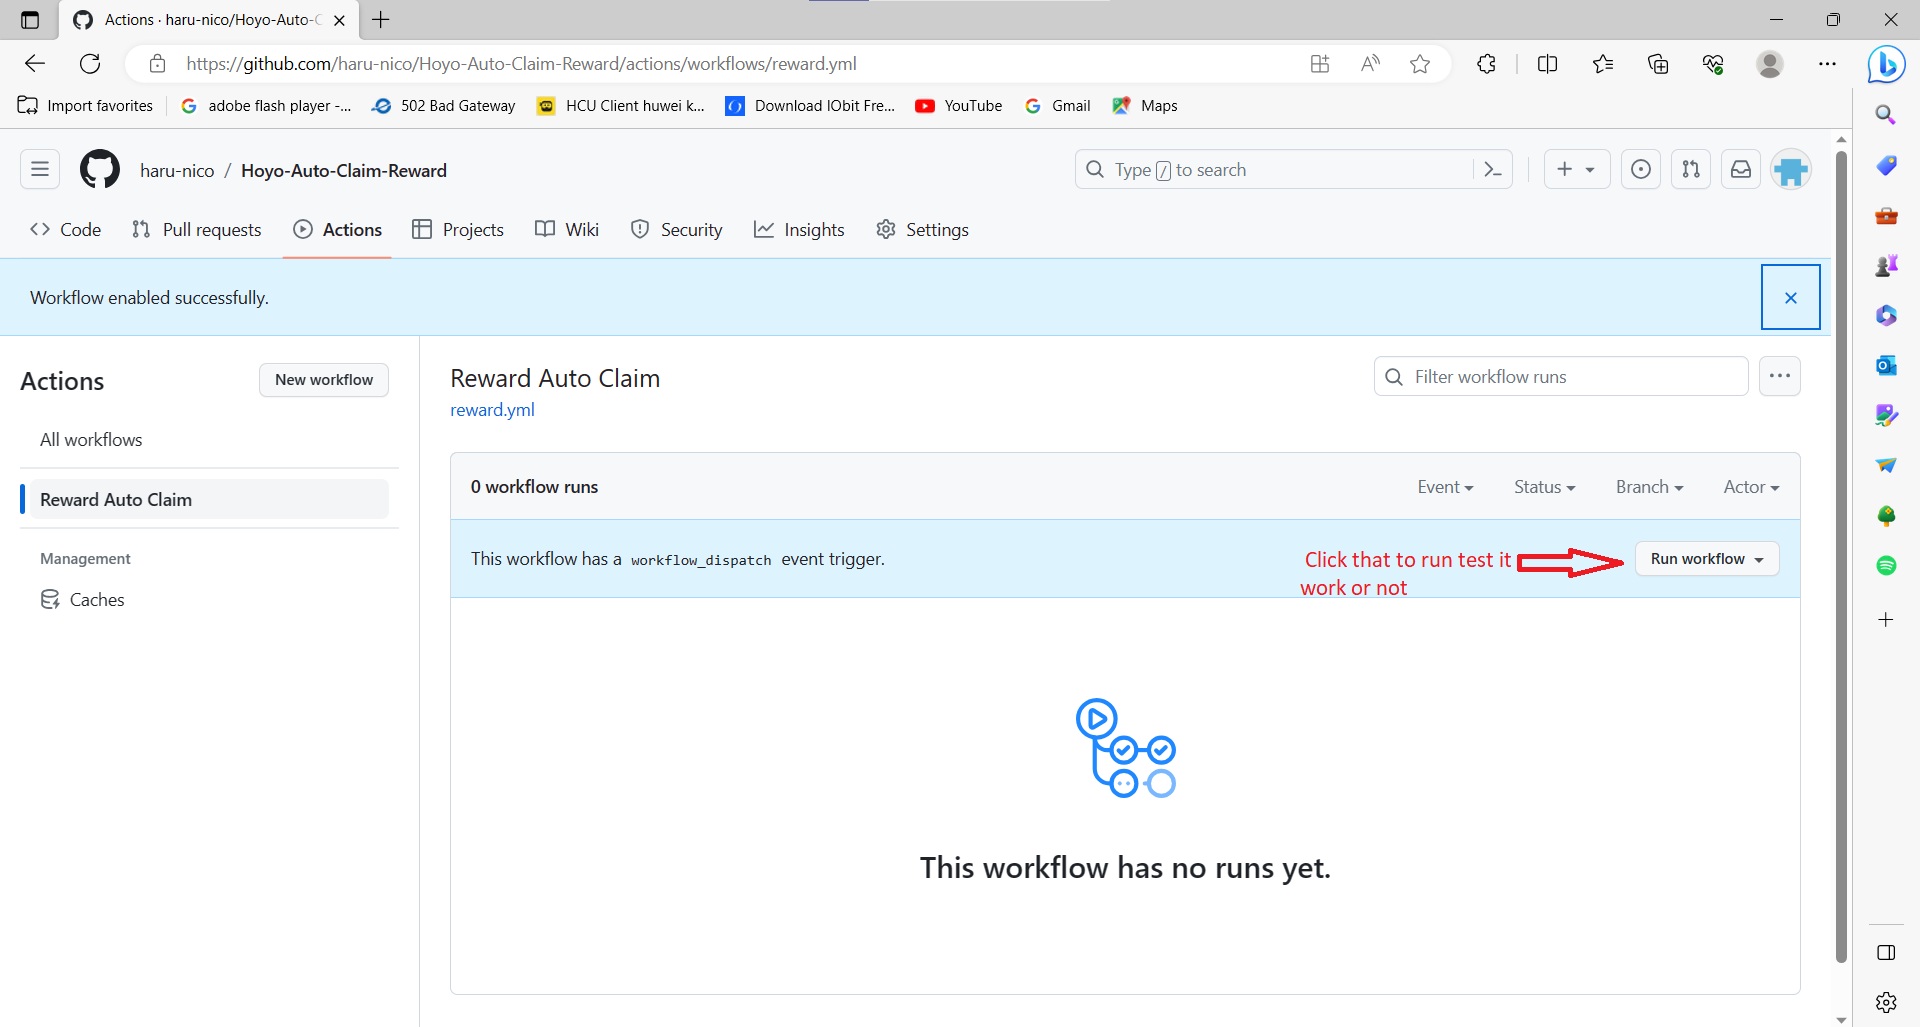 Actions · haru-nico/Hoyo-Auto-C
https://github.com/haru-nico/Hoyo-Auto-Claim-Reward/actions/workflows/reward.yml
Import favorites
adobe flash player -...
502 Bad Gateway
HCU Client huwei k...
Download IObit Fre...
YouTube
Gmail
Maps
haru-nico / Hoyo-Auto-Claim-Reward
Type / to search
Code
Pull requests
Actions
Projects
Wiki
Security
Insights
Settings
Workflow enabled successfully.
Actions
New workflow
All workflows
Reward Auto Claim
Management
Caches
Reward Auto Claim
reward.yml
Filter workflow runs
0 workflow runs
Event
Status
Branch
Actor
This workflow has a workflow_dispatch event trigger.
Click that to run test it
work or not
Run workflow
This workflow has no runs yet.